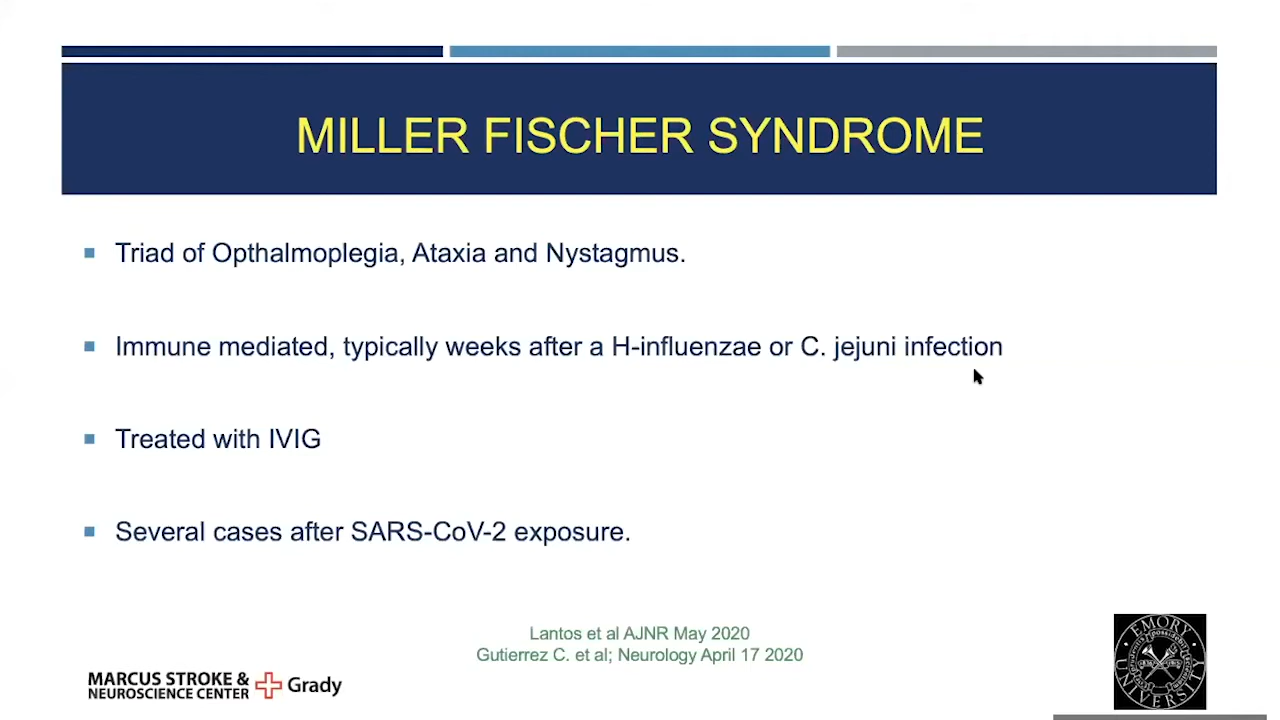 MILLER FISCHER SYNDROME
Triad of Opthalmoplegia, Ataxia and Nystagmus.
Immune mediated, typically weeks after a H-influenzae or C. jejuni infection
Treated with IVIG
Several cases after SARS-CoV-2 exposure.
Lantos et al AJNR May 2020
Gutierrez C. et al; Neurology April 17 2020
MARCUS STROKE &
NEUROSCIENCE CENTER
Grady
EMORY
UNIVERSITY